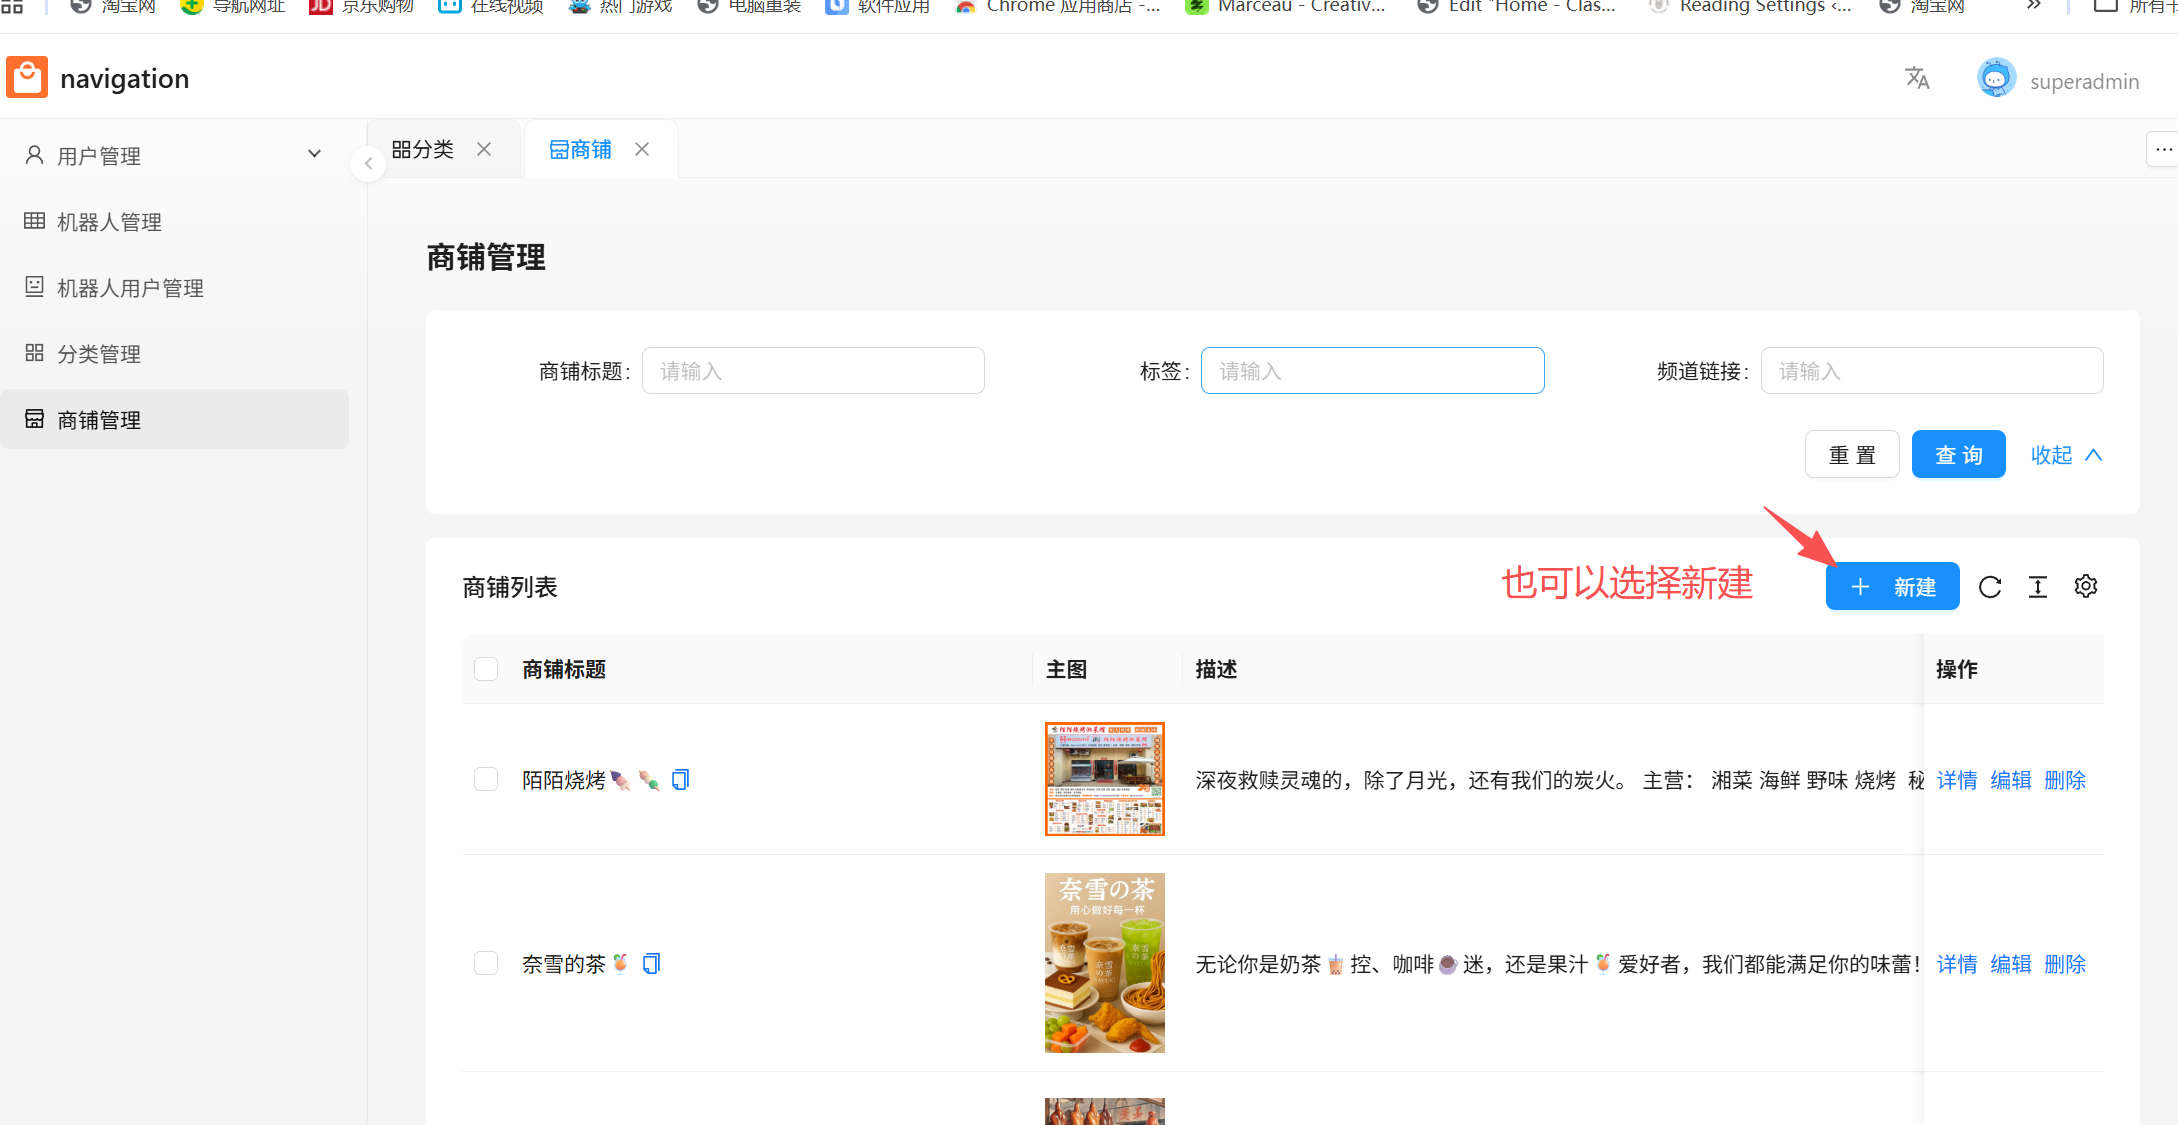 淘宝网 导航网址 京东购物 在线视频 热门游戏 电脑重装 软件应用 Chrome 应用商店 -... Marceau - Creativ... Edit "Home - Clas... Reading Settings ‹... 淘宝网 » 所有书
navigation
superadmin
用户管理
分类
商铺
机器人管理
机器人用户管理
分类管理
商铺管理
商铺管理
商铺标题: 请输入 标签: 请输入 频道链接: 请输入
重 置 查 询 收起
商铺列表 也可以选择新建 + 新建
商铺标题 主图 描述 操作
陌陌烧烤🍡🍡 深夜救赎灵魂的，除了月光，还有我们的炭火。 主营： 湘菜 海鲜 野味 烧烤 秘 详情 编辑 删除
奈雪の茶
用心做好每一杯
奈雪的茶🍹 无论你是奶茶🧋控、咖啡☕迷，还是果汁🍹爱好者，我们都能满足你的味蕾！ 详情 编辑 删除